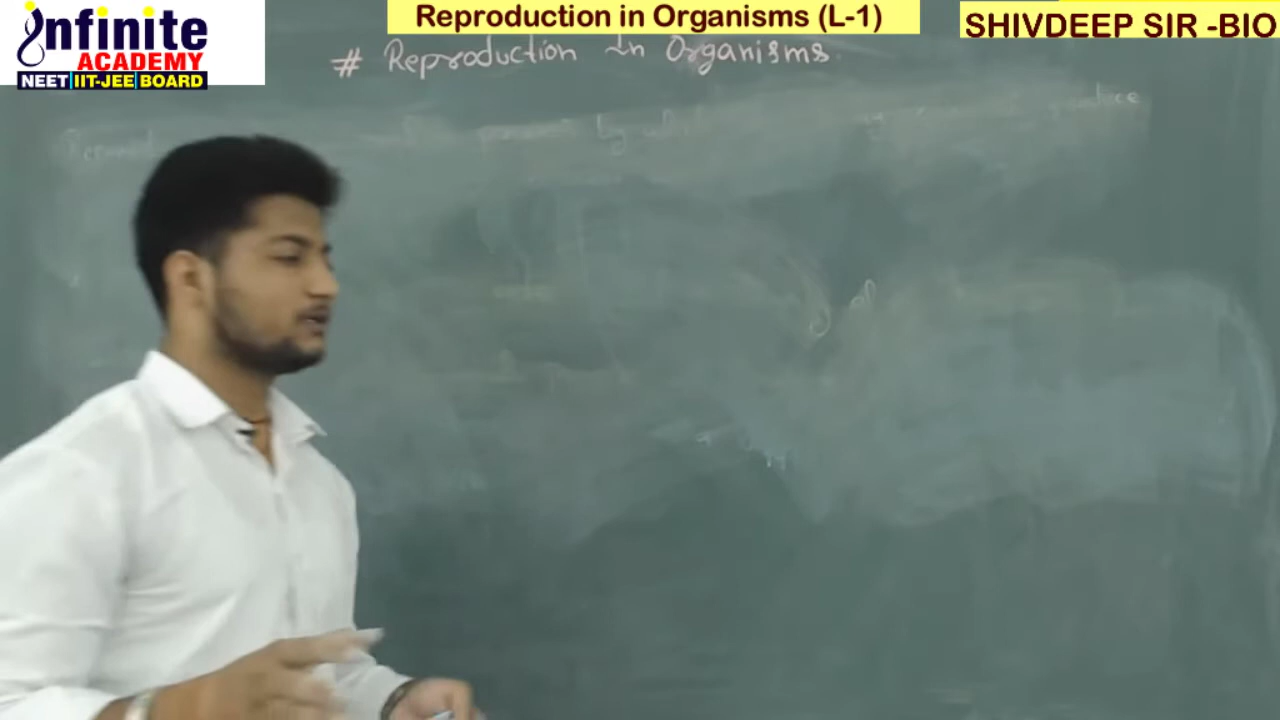 infinite
ACADEMY
NEET IIT-JEE BOARD
Reproduction in Organisms (L-1)
SHIVDEEP SIR -BIO
# Reproduction in Organisms